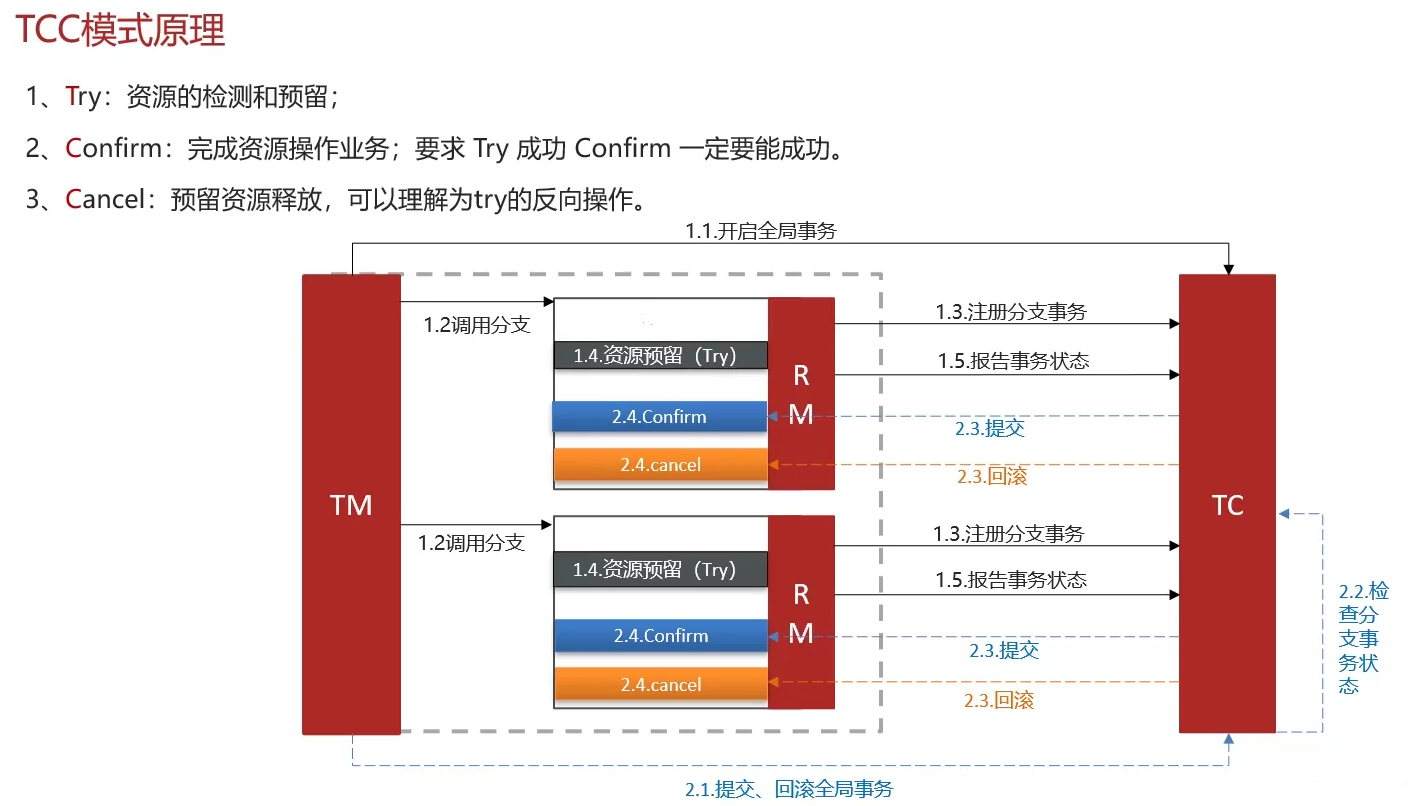 TCC模式原理
1、Try：资源的检测和预留；
2、Confirm：完成资源操作业务；要求 Try 成功 Confirm 一定要能成功。
3、Cancel：预留资源释放，可以理解为try的反向操作。
1.1.开启全局事务
TM
1.2调用分支
1.4.资源预留（Try）
2.4.Confirm
2.4.cancel
R
M
1.3.注册分支事务
1.5.报告事务状态
2.3.提交
2.3.回滚
1.2调用分支
1.4.资源预留（Try）
2.4.Confirm
2.4.cancel
R
M
1.3.注册分支事务
1.5.报告事务状态
2.3.提交
2.3.回滚
TC
2.2.检
查分
支事
务状
态
2.1.提交、回滚全局事务